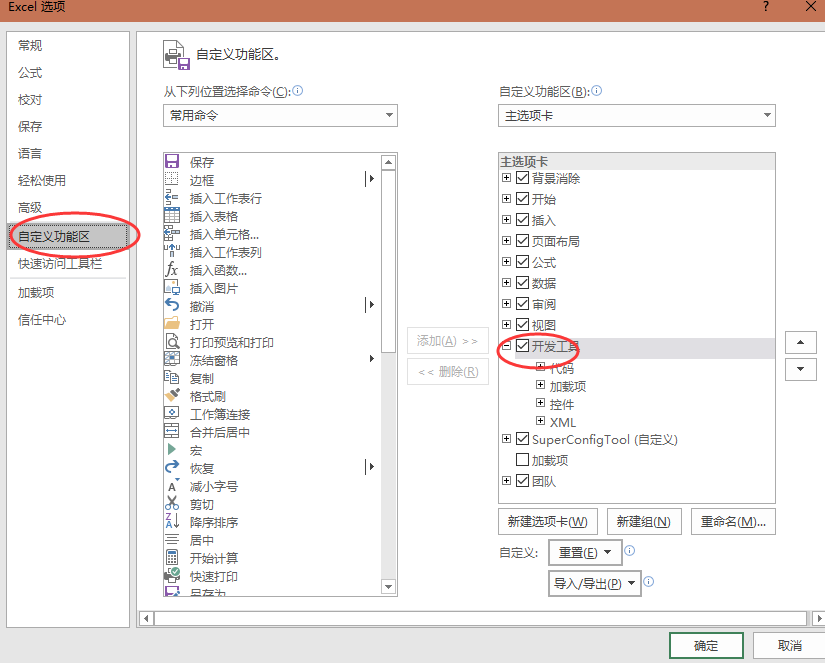 Excel 选项
?
常规
公式
校对
保存
语言
轻松使用
高级
自定义功能区
快速访问工具栏
加载项
信任中心
自定义功能区。
从下列位置选择命令(C):
常用命令
保存
边框
插入工作表行
插入表格
插入单元格...
插入工作表列
插入函数...
插入图片
撤消
打开
打印预览和打印
冻结窗格
复制
格式刷
工作簿连接
合并后居中
宏
恢复
减小字号
剪切
降序排序
居中
开始计算
快速打印
另存为
添加(A) >>
<< 删除(R)
自定义功能区(B):
主选项卡
主选项卡
背景消除
开始
插入
页面布局
公式
数据
审阅
视图
开发工具
代码
加载项
控件
XML
SuperConfigTool (自定义)
加载项
团队
新建选项卡(W)
新建组(N)
重命名(M)...
自定义:
重置(E)
导入/导出(P)
确定
取消